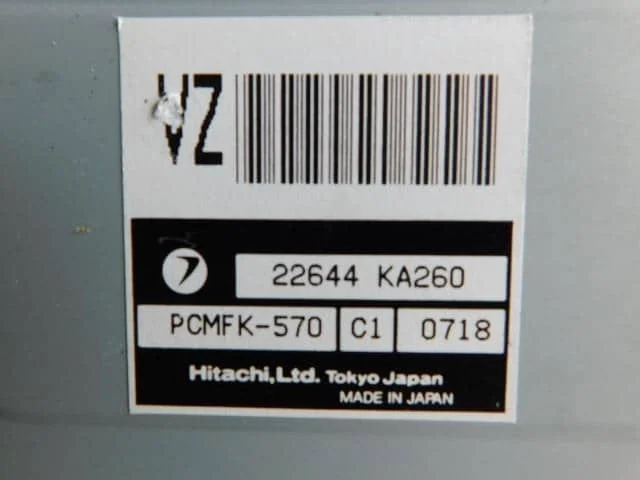 VZ
22644 KA260
PCMFK-570 C1 0718
Hitachi,Ltd. Tokyo Japan
MADE IN JAPAN